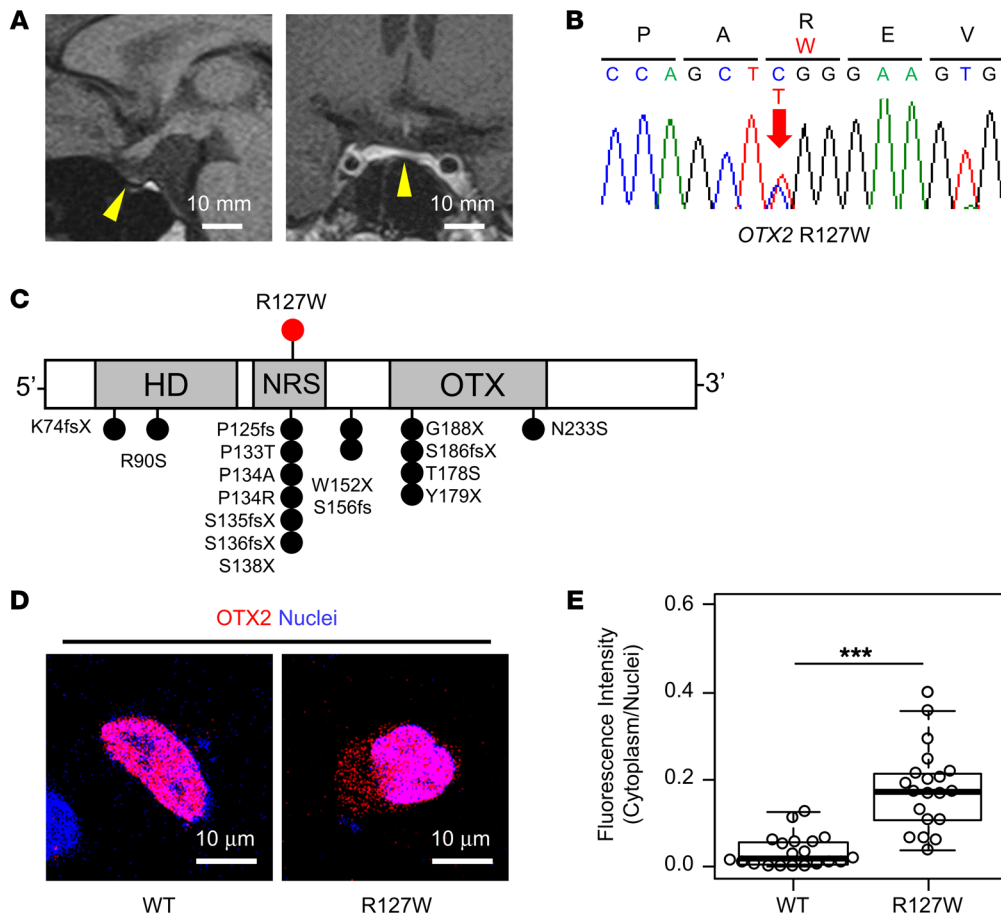 A
10 mm
10 mm
B
P A R E V
W
C C A G C T C G G G A A G T G
T
OTX2 R127W
C
R127W
5’ HD NRS OTX 3’
K74fsX
R90S
P125fs
P133T
P134A
P134R
S135fsX
S136fsX
S138X
W152X
S156fs
G188X
S186fsX
T178S
Y179X
N233S
D
OTX2 Nuclei
10 µm
10 µm
WT
R127W
E
Fluorescence Intensity
(Cytoplasm/Nuclei)
0.6
0.4
0.2
0.0
***
WT
R127W